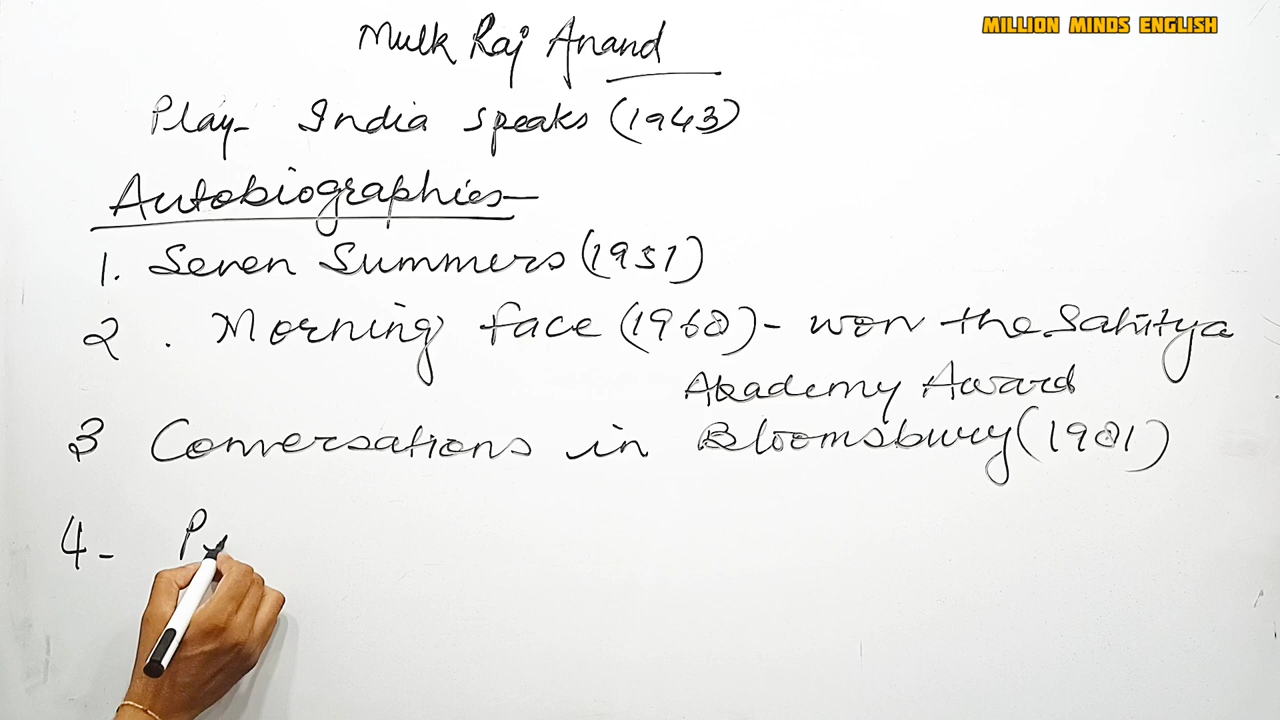 MILLION MINDS ENGLISH
Mulk Raj Anand
Play- India speaks (1943)
Autobiographies-
1. Seven Summers (1951)
2. Morning face (1968) - won the Sahitya
Akademy Award
3 Conversations in Bloomsbury (1981)
4- P